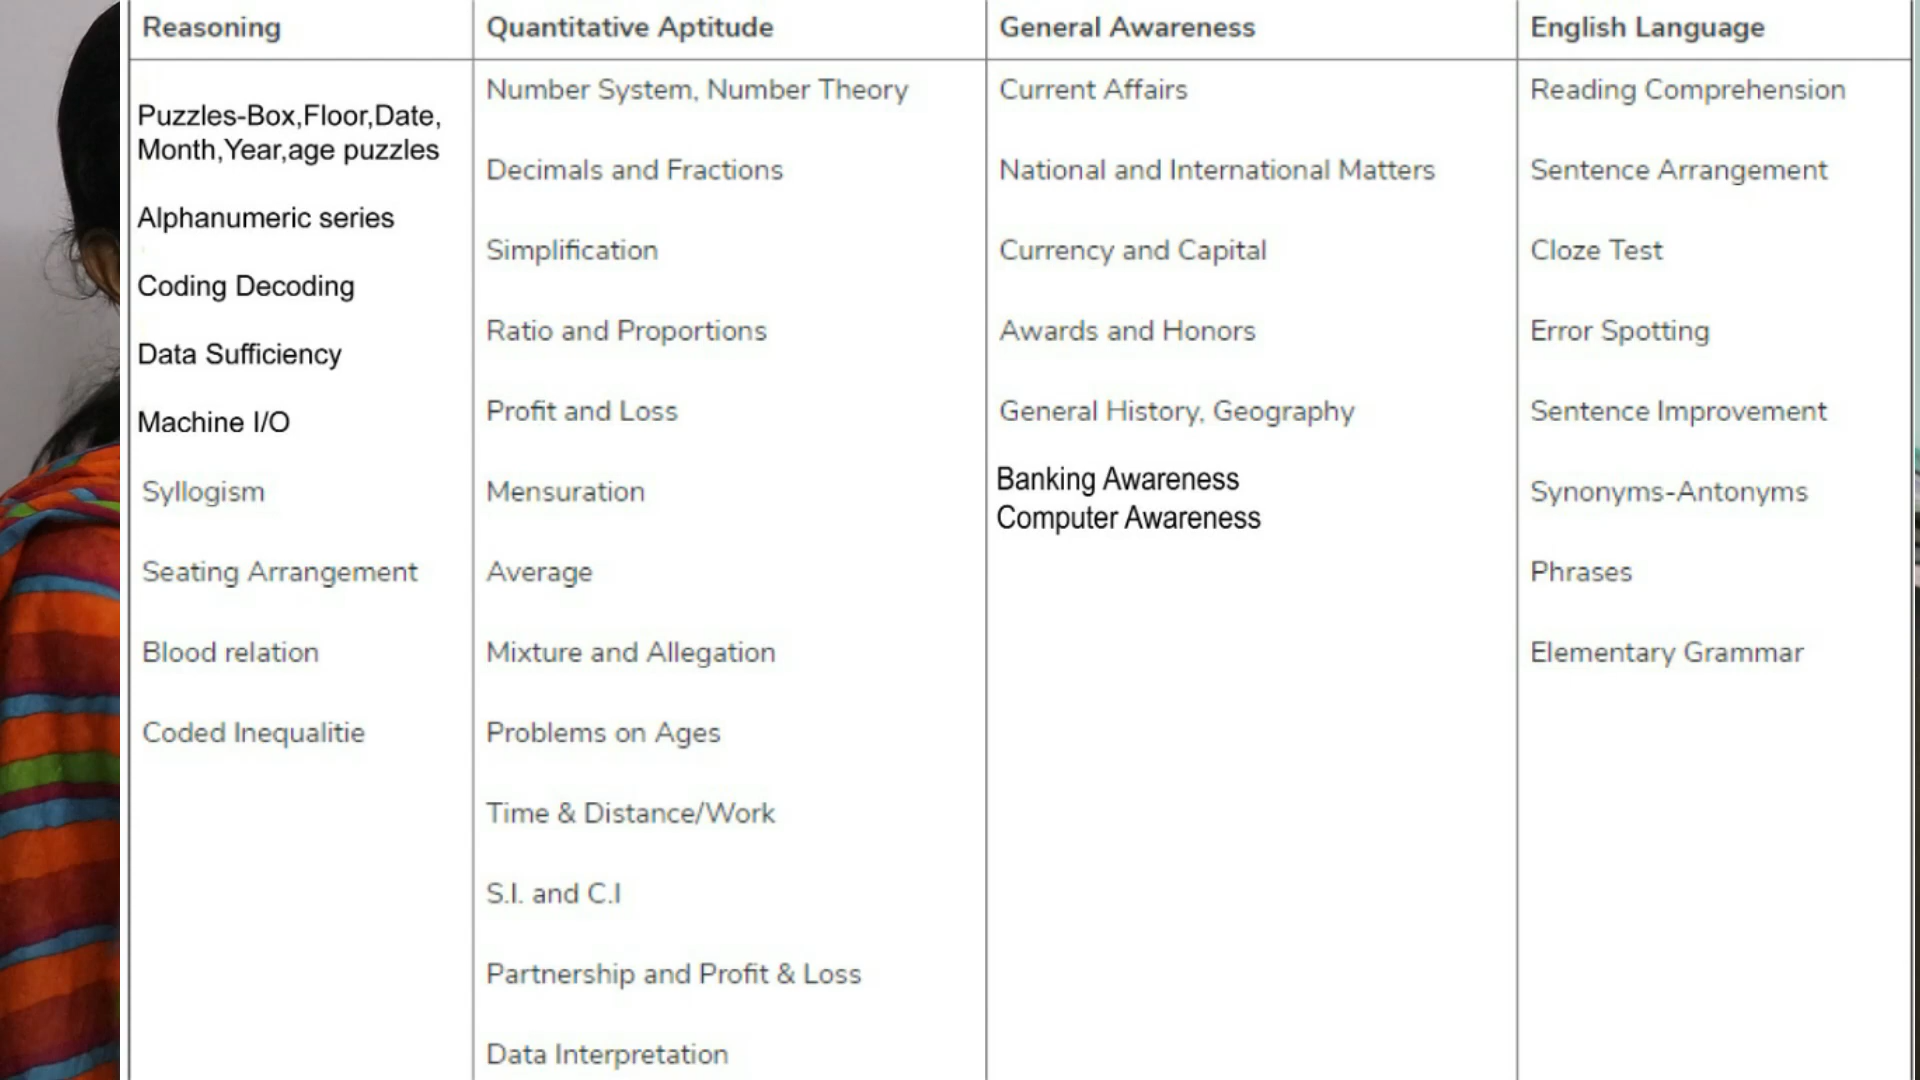 Reasoning
Puzzles-Box,Floor,Date,
Month,Year,age puzzles
Alphanumeric series
Coding Decoding
Data Sufficiency
Machine I/O
Syllogism
Seating Arrangement
Blood relation
Coded Inequalitie
Quantitative Aptitude
Number System, Number Theory
Decimals and Fractions
Simplification
Ratio and Proportions
Profit and Loss
Mensuration
Average
Mixture and Allegation
Problems on Ages
Time & Distance/Work
S.I. and C.I
Partnership and Profit & Loss
Data Interpretation
General Awareness
Current Affairs
National and International Matters
Currency and Capital
Awards and Honors
General History, Geography
Banking Awareness
Computer Awareness
English Language
Reading Comprehension
Sentence Arrangement
Cloze Test
Error Spotting
Sentence Improvement
Synonyms-Antonyms
Phrases
Elementary Grammar